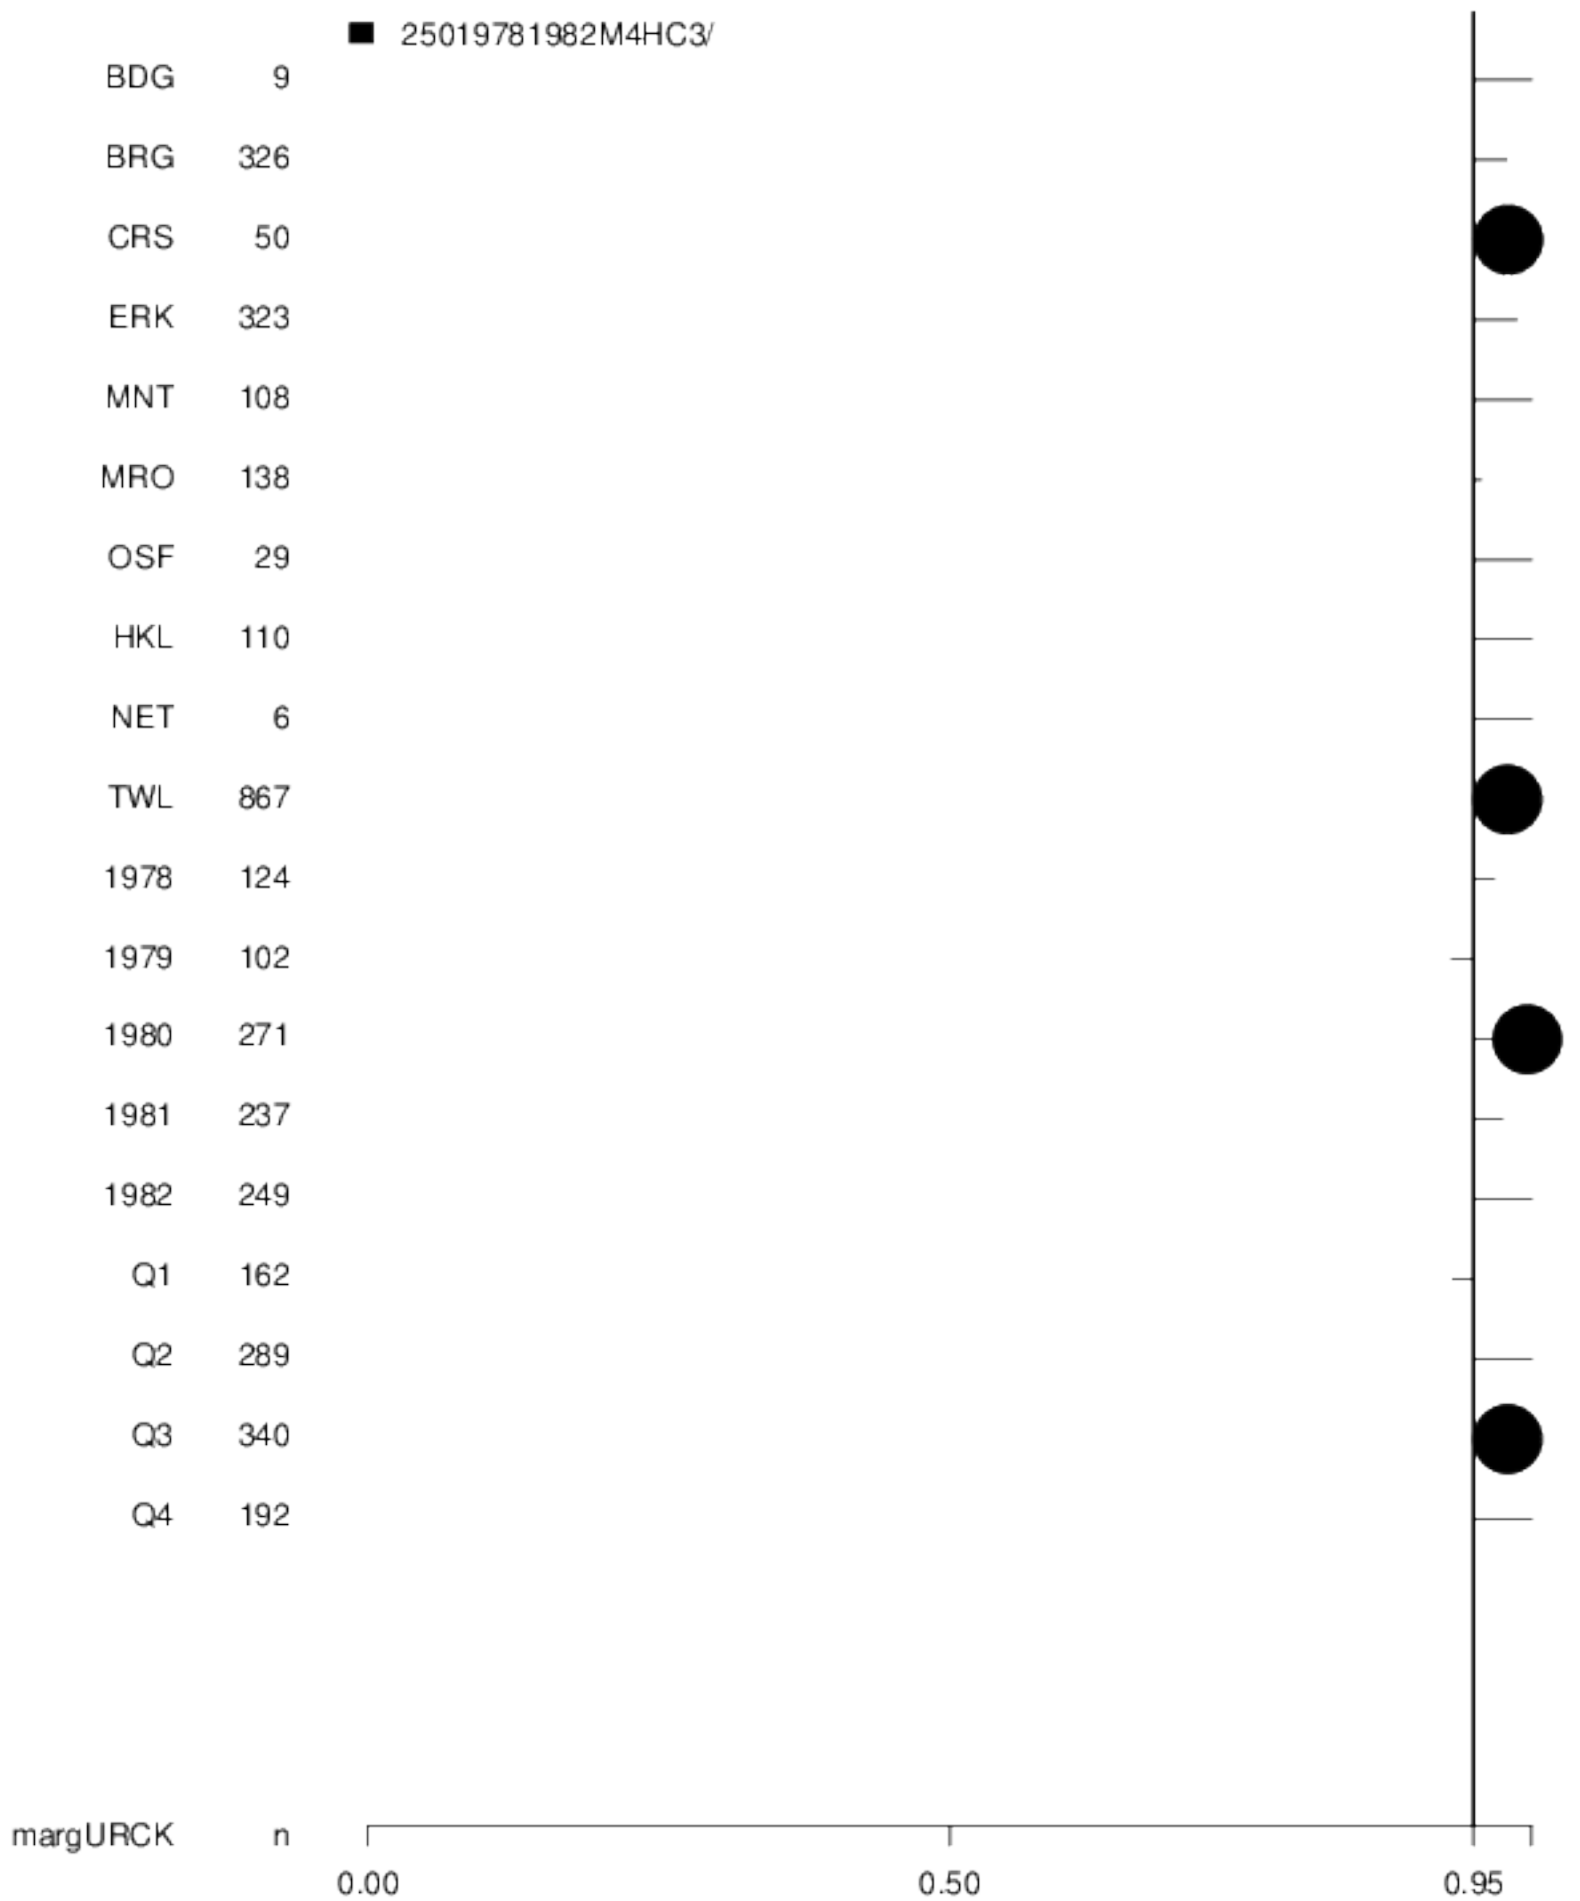 25019781982M4HC3/
BDG 9
BRG 326
CRS 50
ERK 323
MNT 108
MRO 138
OSF 29
HKL 110
NET 6
TWL 867
1978 124
1979 102
1980 271
1981 237
1982 249
Q1 162
Q2 289
Q3 340
Q4 192
margURCK n
0.00 0.50 0.95